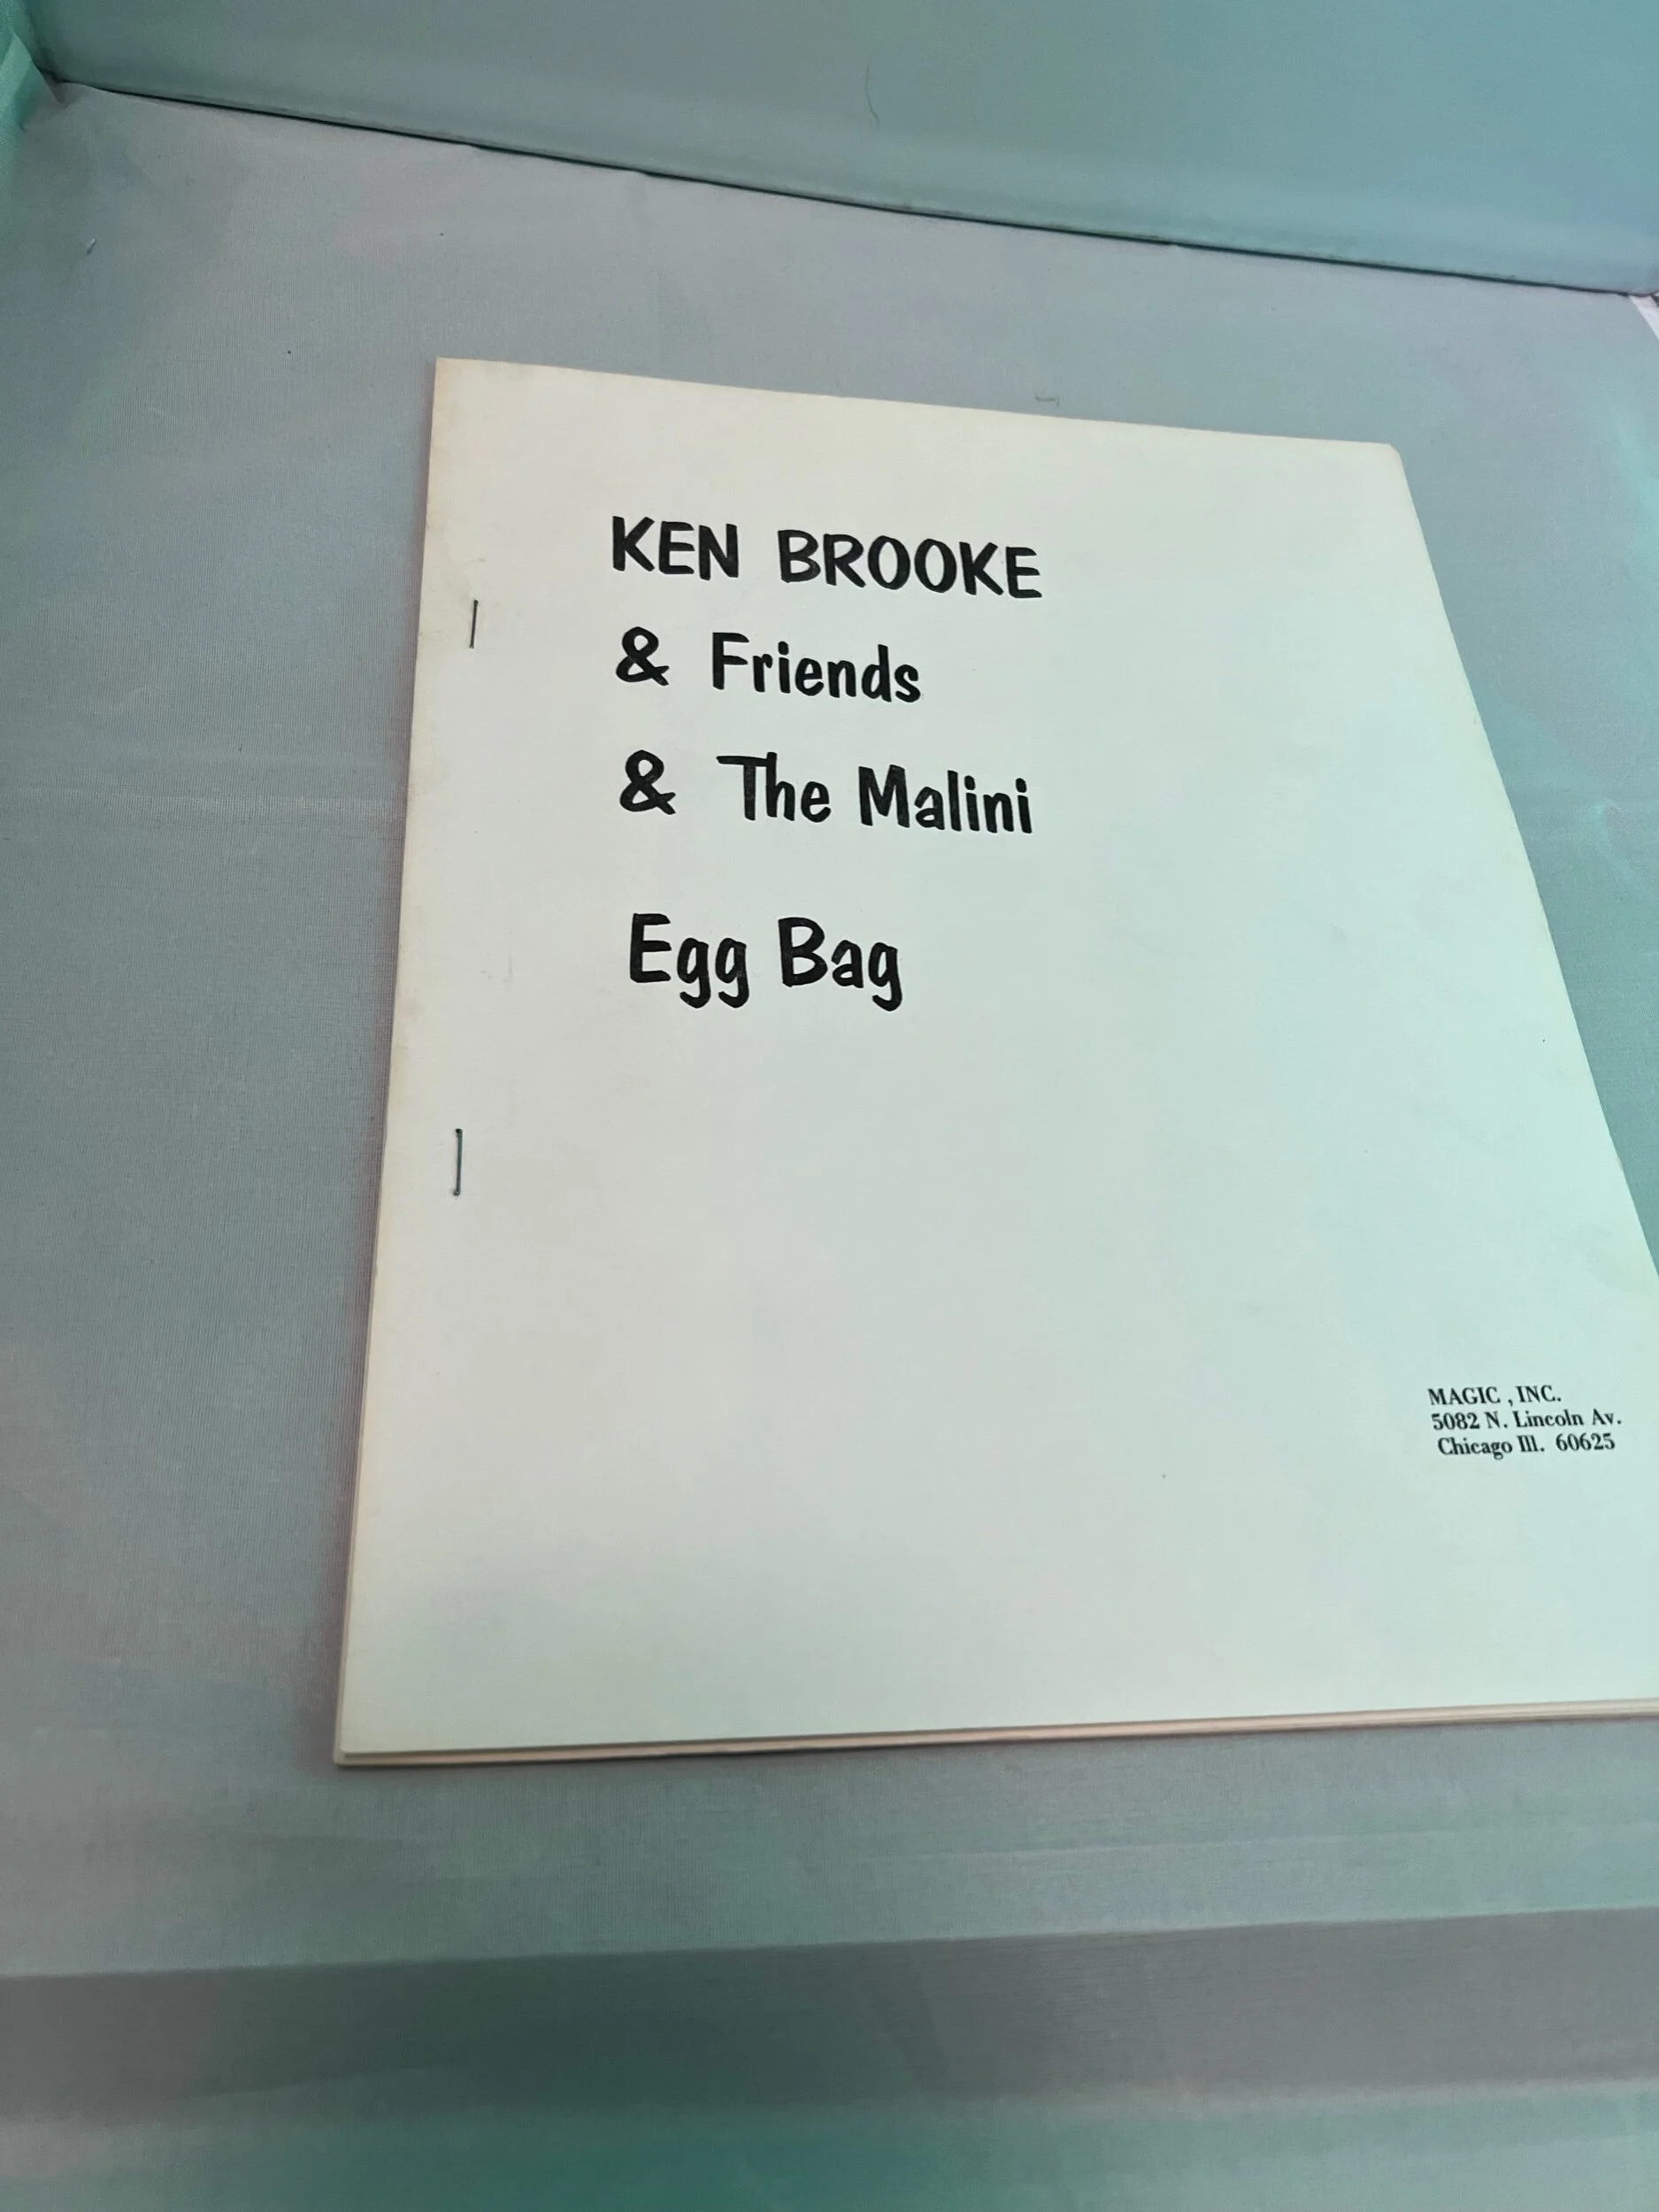 KEN BROOKE
& Friends
& The Malini
Egg Bag
MAGIC , INC.
5082 N. Lincoln Av.
Chicago Ill. 60625